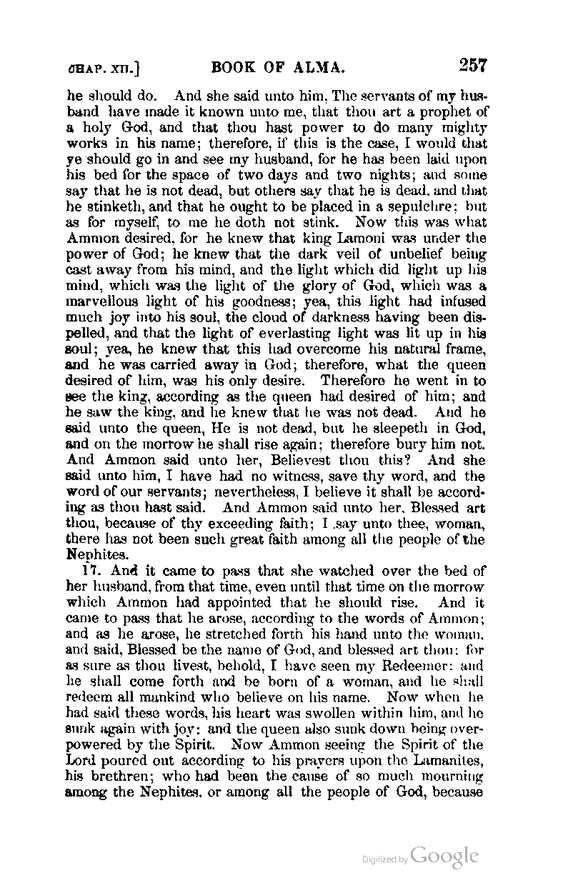 CHAP. XII.] BOOK OF ALMA. 257
he should do. And she said unto him, The servants of my hus-
band have made it known unto me, that thou art a prophet of
a holy God, and that thou hast power to do many mighty
works in his name; therefore, if this is the case, I would that
ye should go in and see my husband, for he has been laid upon
his bed for the space of two days and two nights; and some
say that he is not dead, but others say that he is dead, and that
he stinketh, and that he ought to be placed in a sepulchre; but
as for myself, to me he doth not stink. Now this was what
Ammon desired, for he knew that king Lamoni was under the
power of God; he knew that the dark veil of unbelief being
cast away from his mind, and the light which did light up his
mind, which was the light of the glory of God, which was a
marvellous light of his goodness; yea, this light had infused
much joy into his soul, the cloud of darkness having been dis-
pelled, and that the light of everlasting light was lit up in his
soul; yea, he knew that this had overcome his natural frame,
and he was carried away in God; therefore, what the queen
desired of him, was his only desire. Therefore he went in to
see the king, according as the queen had desired of him; and
he saw the king, and he knew that he was not dead. And he
said unto the queen, He is not dead, but he sleepeth in God,
and on the morrow he shall rise again; therefore bury him not.
And Ammon said unto her, Believest thou this? And she
said unto him, I have had no witness, save thy word, and the
word of our servants; nevertheless, I believe it shall be accord-
ing as thou hast said. And Ammon said unto her, Blessed art
thou, because of thy exceeding faith; I say unto thee, woman,
there has not been such great faith among all the people of the
Nephites.
17. And it came to pass that she watched over the bed of
her husband, from that time, even until that time on the morrow
which Ammon had appointed that he should rise. And it
came to pass that he arose, according to the words of Ammon;
and as he arose, he stretched forth his hand unto the woman,
and said, Blessed be the name of God, and blessed art thou: for
as sure as thou livest, behold, I have seen my Redeemer: and
he shall come forth and be born of a woman, and he shall
redeem all mankind who believe on his name. Now when he
had said these words, his heart was swollen within him, and he
sunk again with joy: and the queen also sunk down being over-
powered by the Spirit. Now Ammon seeing the Spirit of the
Lord poured out according to his prayers upon the Lamanites,
his brethren; who had been the cause of so much mourning
among the Nephites, or among all the people of God, because
Digitized by Google